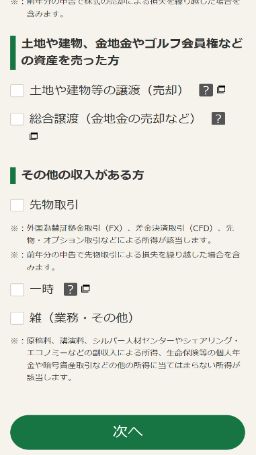 ※：前年分の申告で株式の売却による損失を繰り越した場合を
含みます。
土地や建物、金地金やゴルフ会員権など
の資産を売った方
土地や建物等の譲渡（売却） ?
総合譲渡（金地金の売却など） ?
その他の収入がある方
先物取引
※：外国為替証拠金取引（FX）、差金決済取引（CFD）、先
物・オプション取引などによる所得が該当します。
※：前年分の申告で先物取引による損失を繰り越した場合を含
みます。
一時 ?
雑（業務・その他）
※：原稿料、講演料、シルバー人材センターやシェアリング・
エコノミーなどの副収入による所得、生命保険等の個人年
金や暗号資産取引などの他の所得に当てはまらない所得が
該当します。
次へ